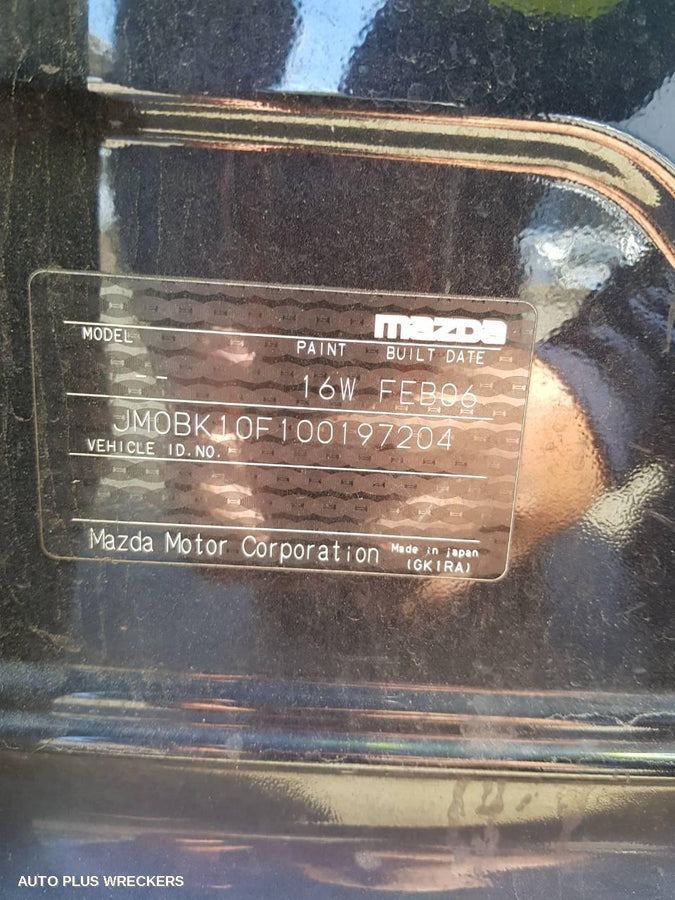 mazda
MODEL PAINT BUILT DATE
-- 16W FEB06
JM0BK10F100197204
VEHICLE ID.NO.
Mazda Motor Corporation Made in japan
(GK1RA)
AUTO PLUS WRECKERS